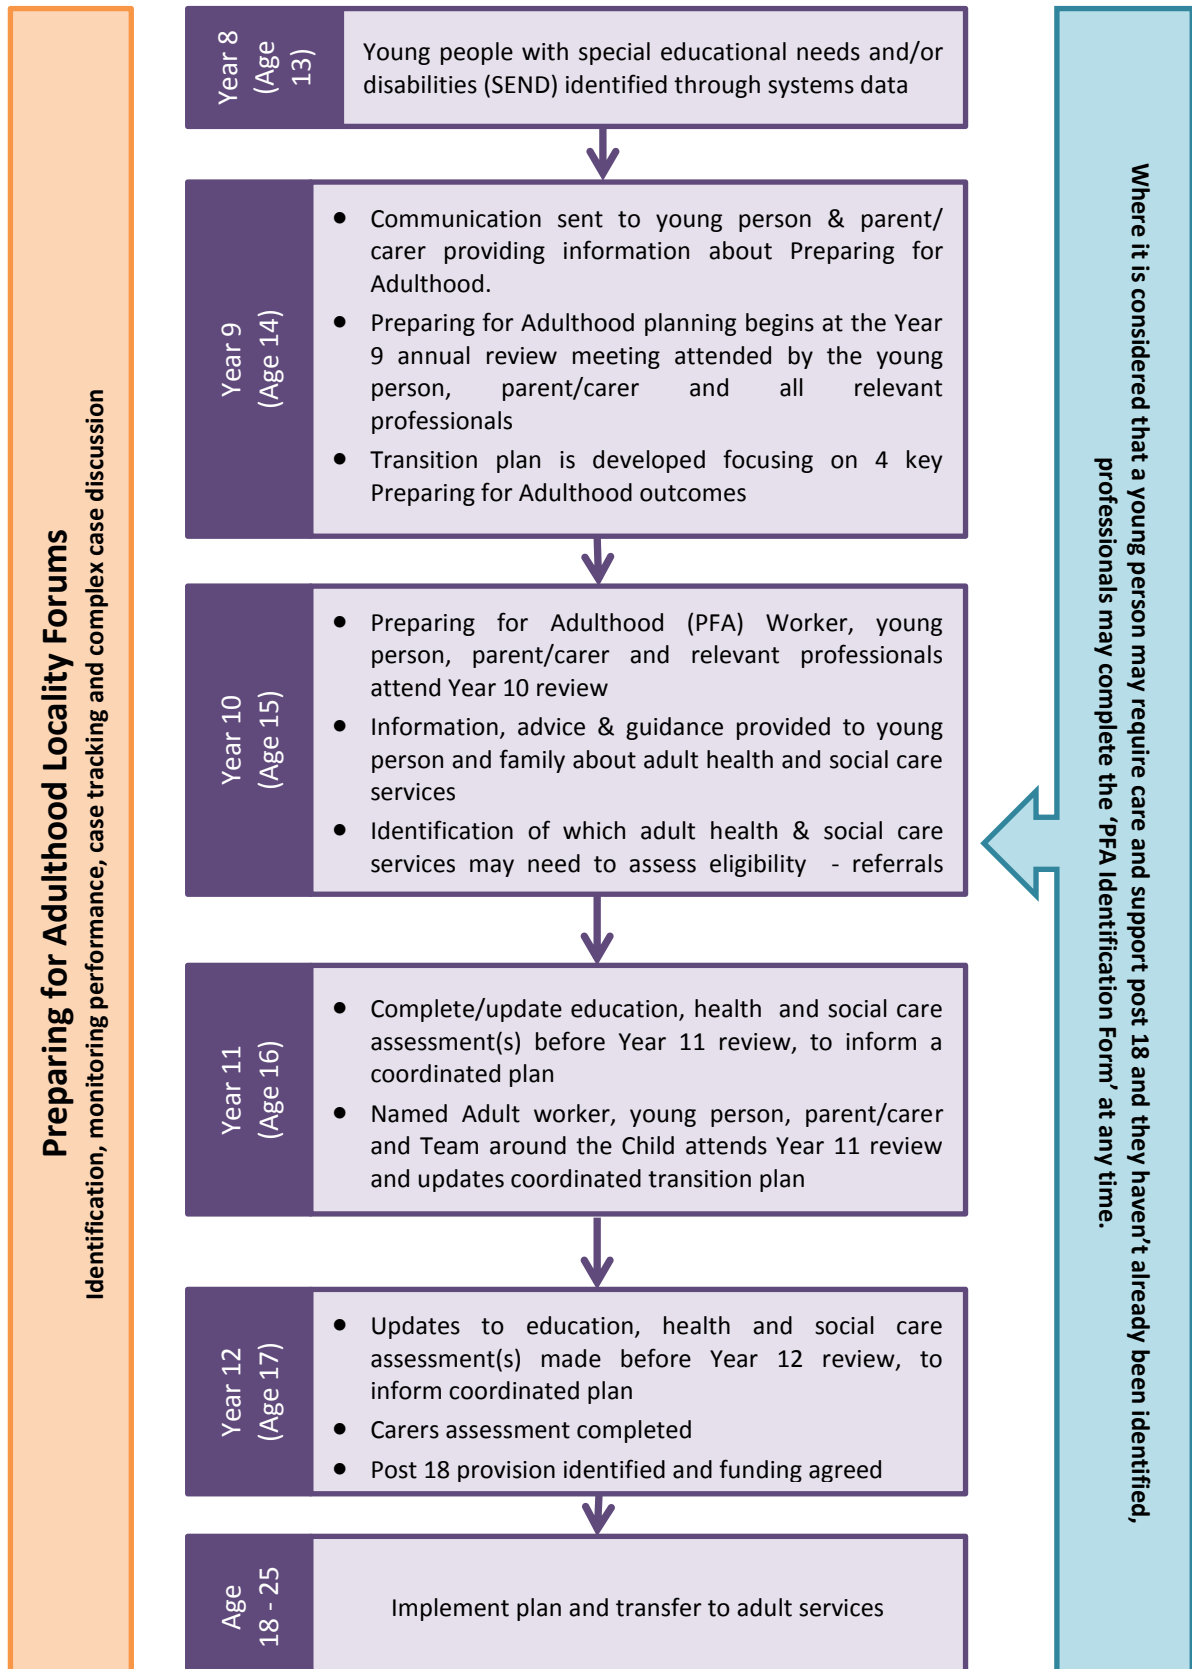 Preparing for Adulthood Locality Forums
Identification, monitoring performance, case tracking and complex case discussion
Year 8
(Age
13)
Young people with special educational needs and/or
disabilities (SEND) identified through systems data
Year 9
(Age 14)
● Communication sent to young person & parent/
carer providing information about Preparing for
Adulthood.
● Preparing for Adulthood planning begins at the Year
9 annual review meeting attended by the young
person, parent/carer and all relevant
professionals
● Transition plan is developed focusing on 4 key
Preparing for Adulthood outcomes
Year 10
(Age 15)
● Preparing for Adulthood (PFA) Worker, young
person, parent/carer and relevant professionals
attend Year 10 review
● Information, advice & guidance provided to young
person and family about adult health and social care
services
● Identification of which adult health & social care
services may need to assess eligibility - referrals
Year 11
(Age 16)
● Complete/update education, health and social care
assessment(s) before Year 11 review, to inform a
coordinated plan
● Named Adult worker, young person, parent/carer
and Team around the Child attends Year 11 review
and updates coordinated transition plan
Year 12
(Age 17)
● Updates to education, health and social care
assessment(s) made before Year 12 review, to
inform coordinated plan
● Carers assessment completed
● Post 18 provision identified and funding agreed
Age
18 - 25
Implement plan and transfer to adult services
Where it is considered that a young person may require care and support post 18 and they haven't already been identified,
professionals may complete the 'PFA Identification Form' at any time.